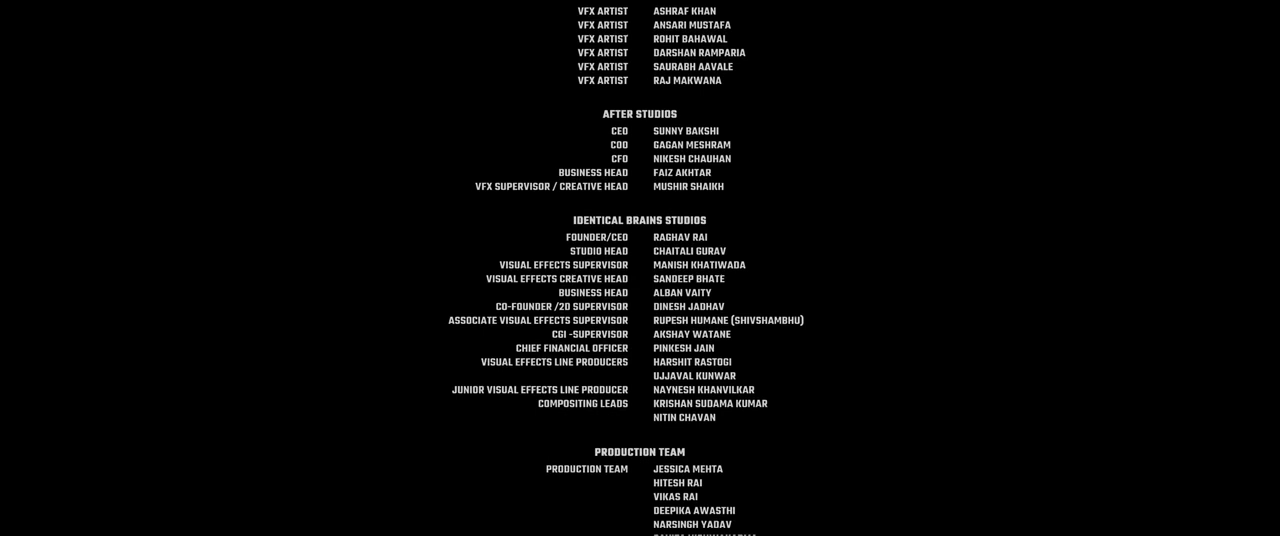 VFX ARTIST ASHRAF KHAN
VFX ARTIST ANSARI MUSTAFA
VFX ARTIST ROHIT BAHAWAL
VFX ARTIST DARSHAN RAMPARIA
VFX ARTIST SAURABH AAVALE
VFX ARTIST RAJ MAKWANA
AFTER STUDIOS
CEO SUNNY BAKSHI
COO GAGAN MESHRAM
CFO NIKESH CHAUHAN
BUSINESS HEAD FAIZ AKHTAR
VFX SUPERVISOR / CREATIVE HEAD MUSHIR SHAIKH
IDENTICAL BRAINS STUDIOS
FOUNDER/CEO RAGHAV RAI
STUDIO HEAD CHAITALI GURAV
VISUAL EFFECTS SUPERVISOR MANISH KHATIWADA
VISUAL EFFECTS CREATIVE HEAD SANDEEP BHATE
BUSINESS HEAD ALBAN VAITY
CO-FOUNDER /2D SUPERVISOR DINESH JADHAV
ASSOCIATE VISUAL EFFECTS SUPERVISOR RUPESH HUMANE (SHIVSHAMBHU)
CGI -SUPERVISOR AKSHAY WATANE
CHIEF FINANCIAL OFFICER PINKESH JAIN
VISUAL EFFECTS LINE PRODUCERS HARSHIT RASTOGI
UJJAVAL KUNWAR
JUNIOR VISUAL EFFECTS LINE PRODUCER NAYNESH KHANVILKAR
COMPOSITING LEADS KRISHAN SUDAMA KUMAR
NITIN CHAVAN
PRODUCTION TEAM
PRODUCTION TEAM JESSICA MEHTA
HITESH RAI
VIKAS RAI
DEEPIKA AWASTHI
NARSINGH YADAV